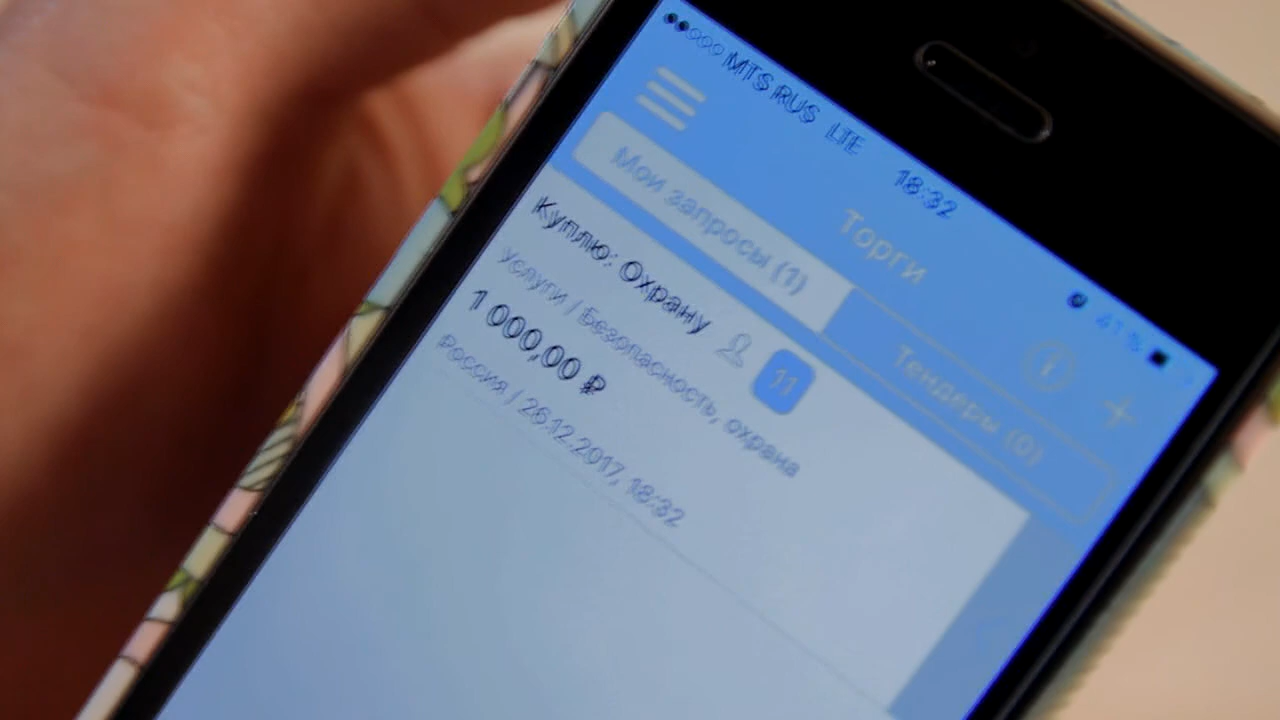 MTS RUS LTE 18:32
Торги
Мои запросы (1) Тендеры (0)
Куплю: Охрану 11
услуги / Безопасность, охрана
1 000,00 ₽
Россия / 26.12.2017, 18:32